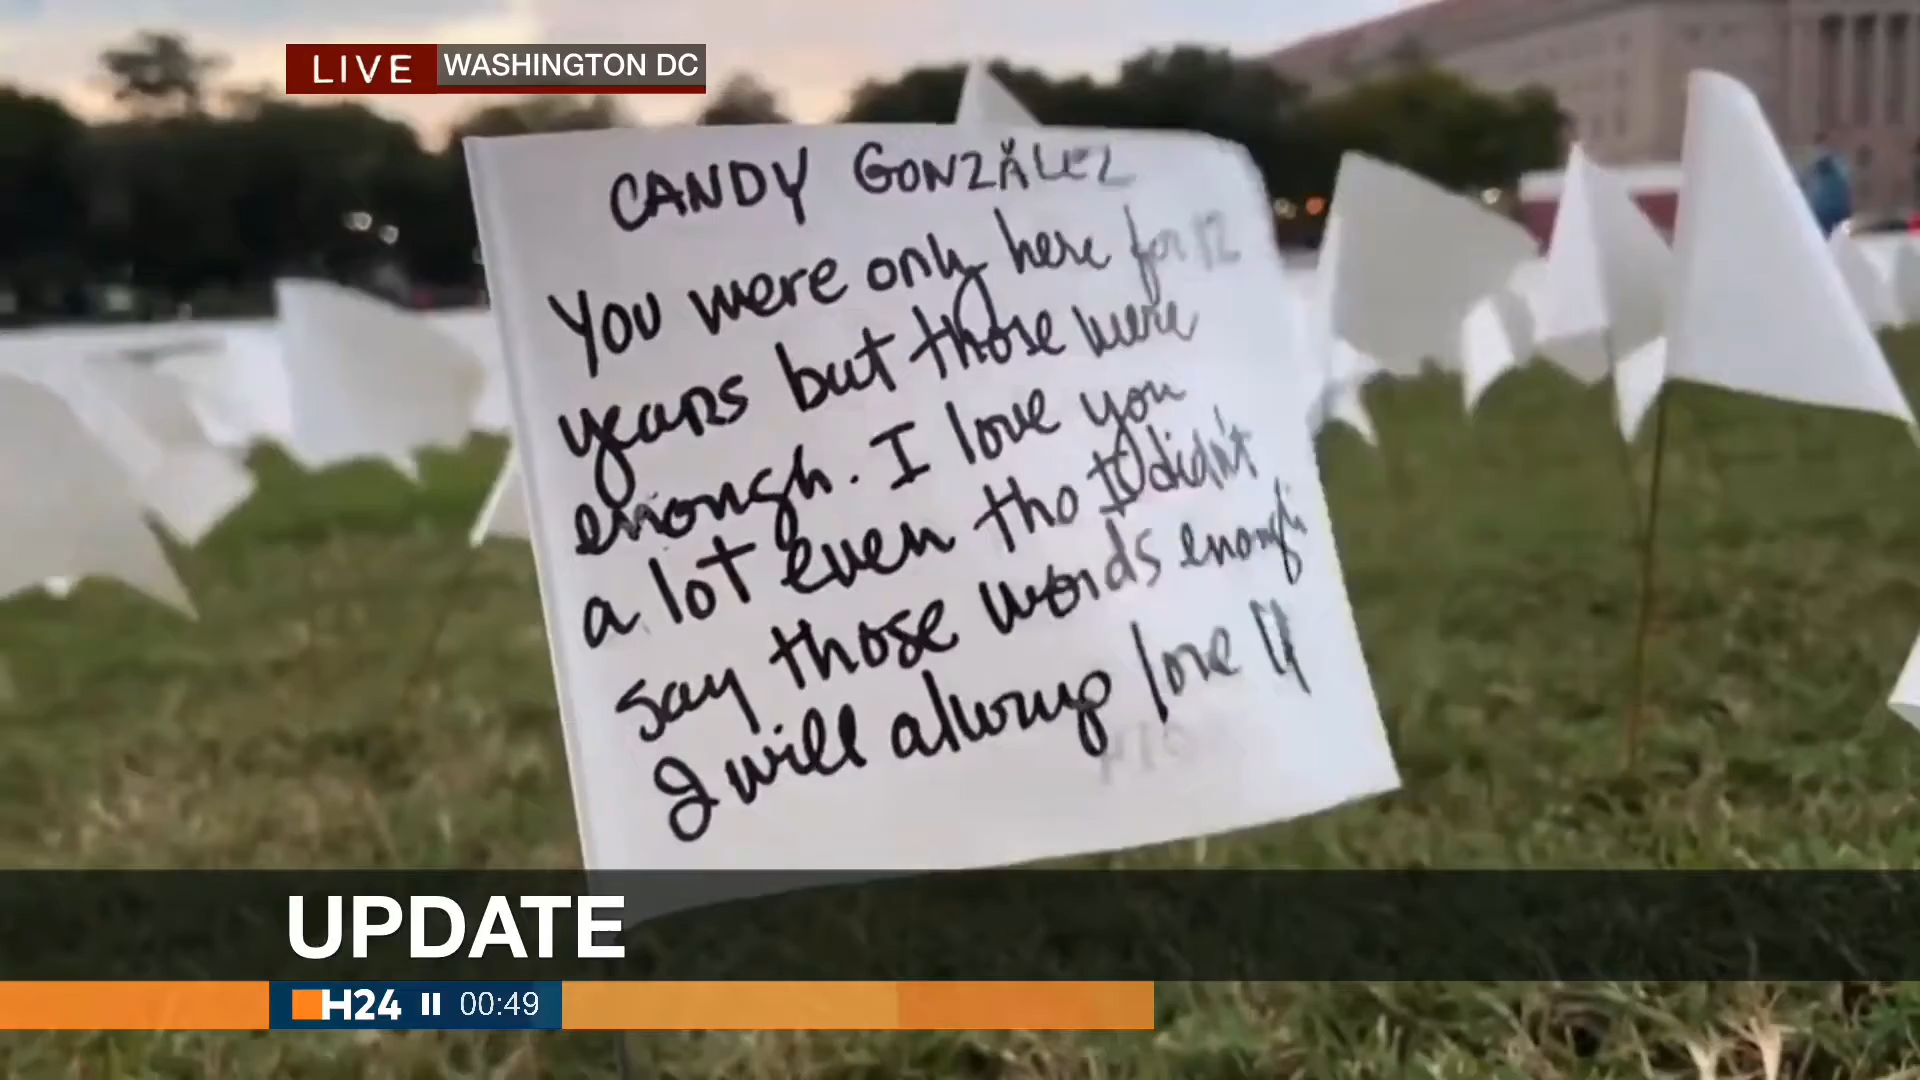 LIVE WASHINGTON DC
CANDY GONZÁLEZ
You were only here for 12
years but those were
enough. I love you
a lot even tho I didn't
say those words enough
I will always love
UPDATE
H24 00:49